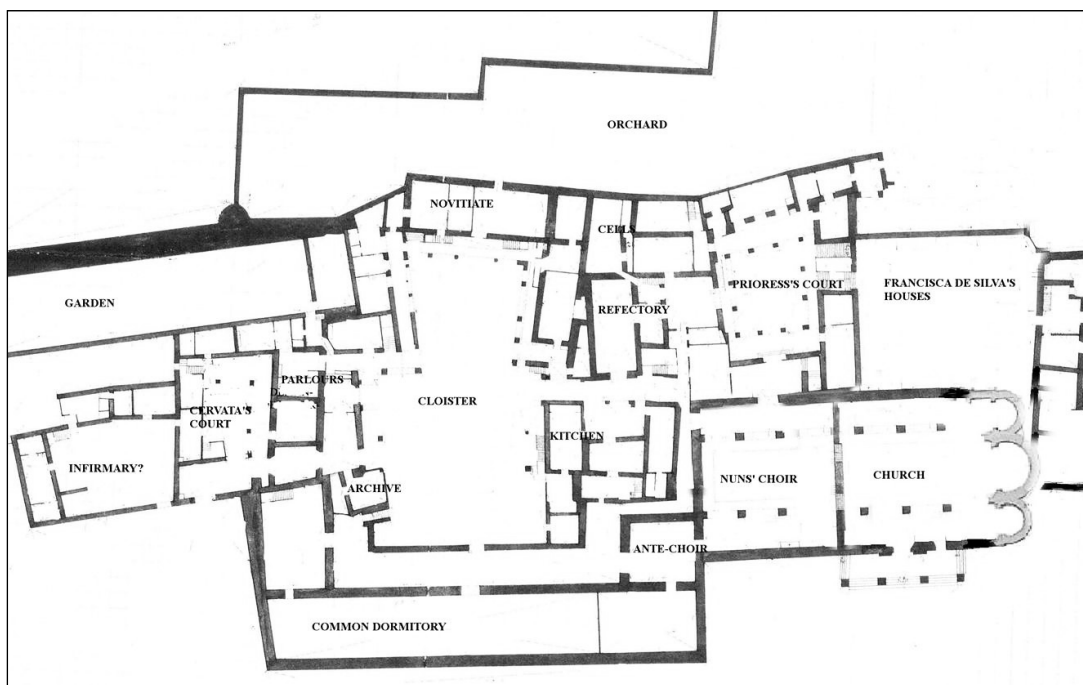 ORCHARD
NOVITIATE
CELLS
GARDEN
PRIORESS'S COURT
FRANCISCA DE SILVA'S
HOUSES
REFECTORY
PARLOURS
CLOISTER
CERVATA'S
COURT
KITCHEN
INFIRMARY?
ARCHIVE
NUNS' CHOIR
CHURCH
ANTE-CHOIR
COMMON DORMITORY